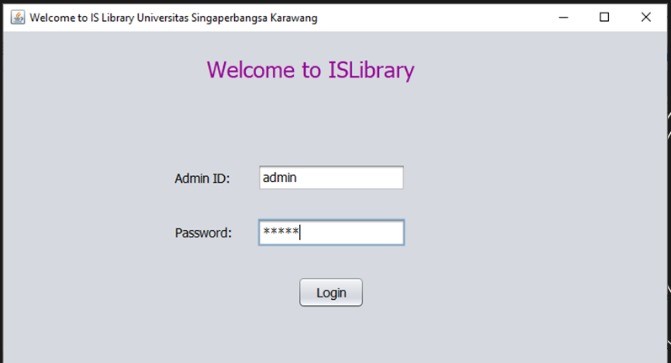 Welcome to IS Library Universitas Singaperbangsa Karawang
Welcome to ISLibrary
Admin ID: admin
Password: *****
Login